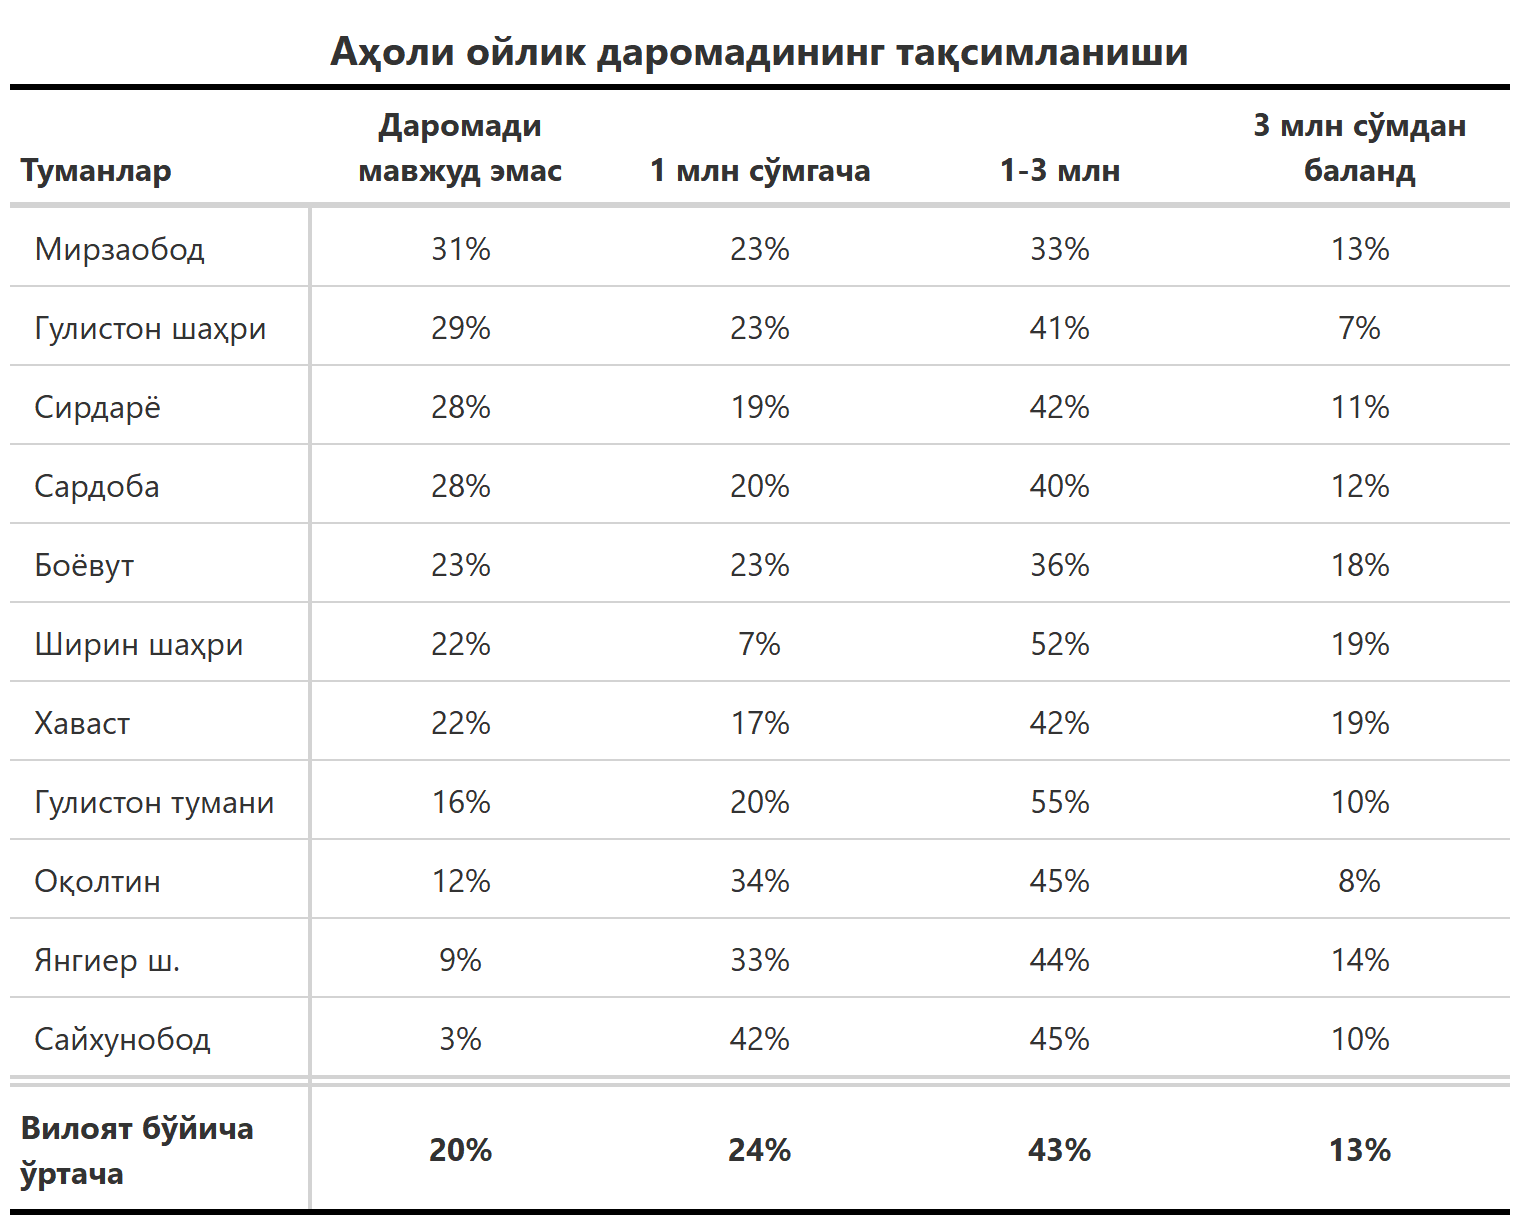 Аҳоли ойлик даромадининг тақсимланиши
Туманлар Даромади мавжуд эмас 1 млн сўмгача 1-3 млн 3 млн сўмдан баланд
Мирзаобод 31% 23% 33% 13%
Гулистон шаҳри 29% 23% 41% 7%
Сирдарё 28% 19% 42% 11%
Сардоба 28% 20% 40% 12%
Боёвут 23% 23% 36% 18%
Ширин шаҳри 22% 7% 52% 19%
Хаваст 22% 17% 42% 19%
Гулистон тумани 16% 20% 55% 10%
Оқолтин 12% 34% 45% 8%
Янгиер ш. 9% 33% 44% 14%
Сайхунобод 3% 42% 45% 10%
Вилоят бўйича ўртача 20% 24% 43% 13%